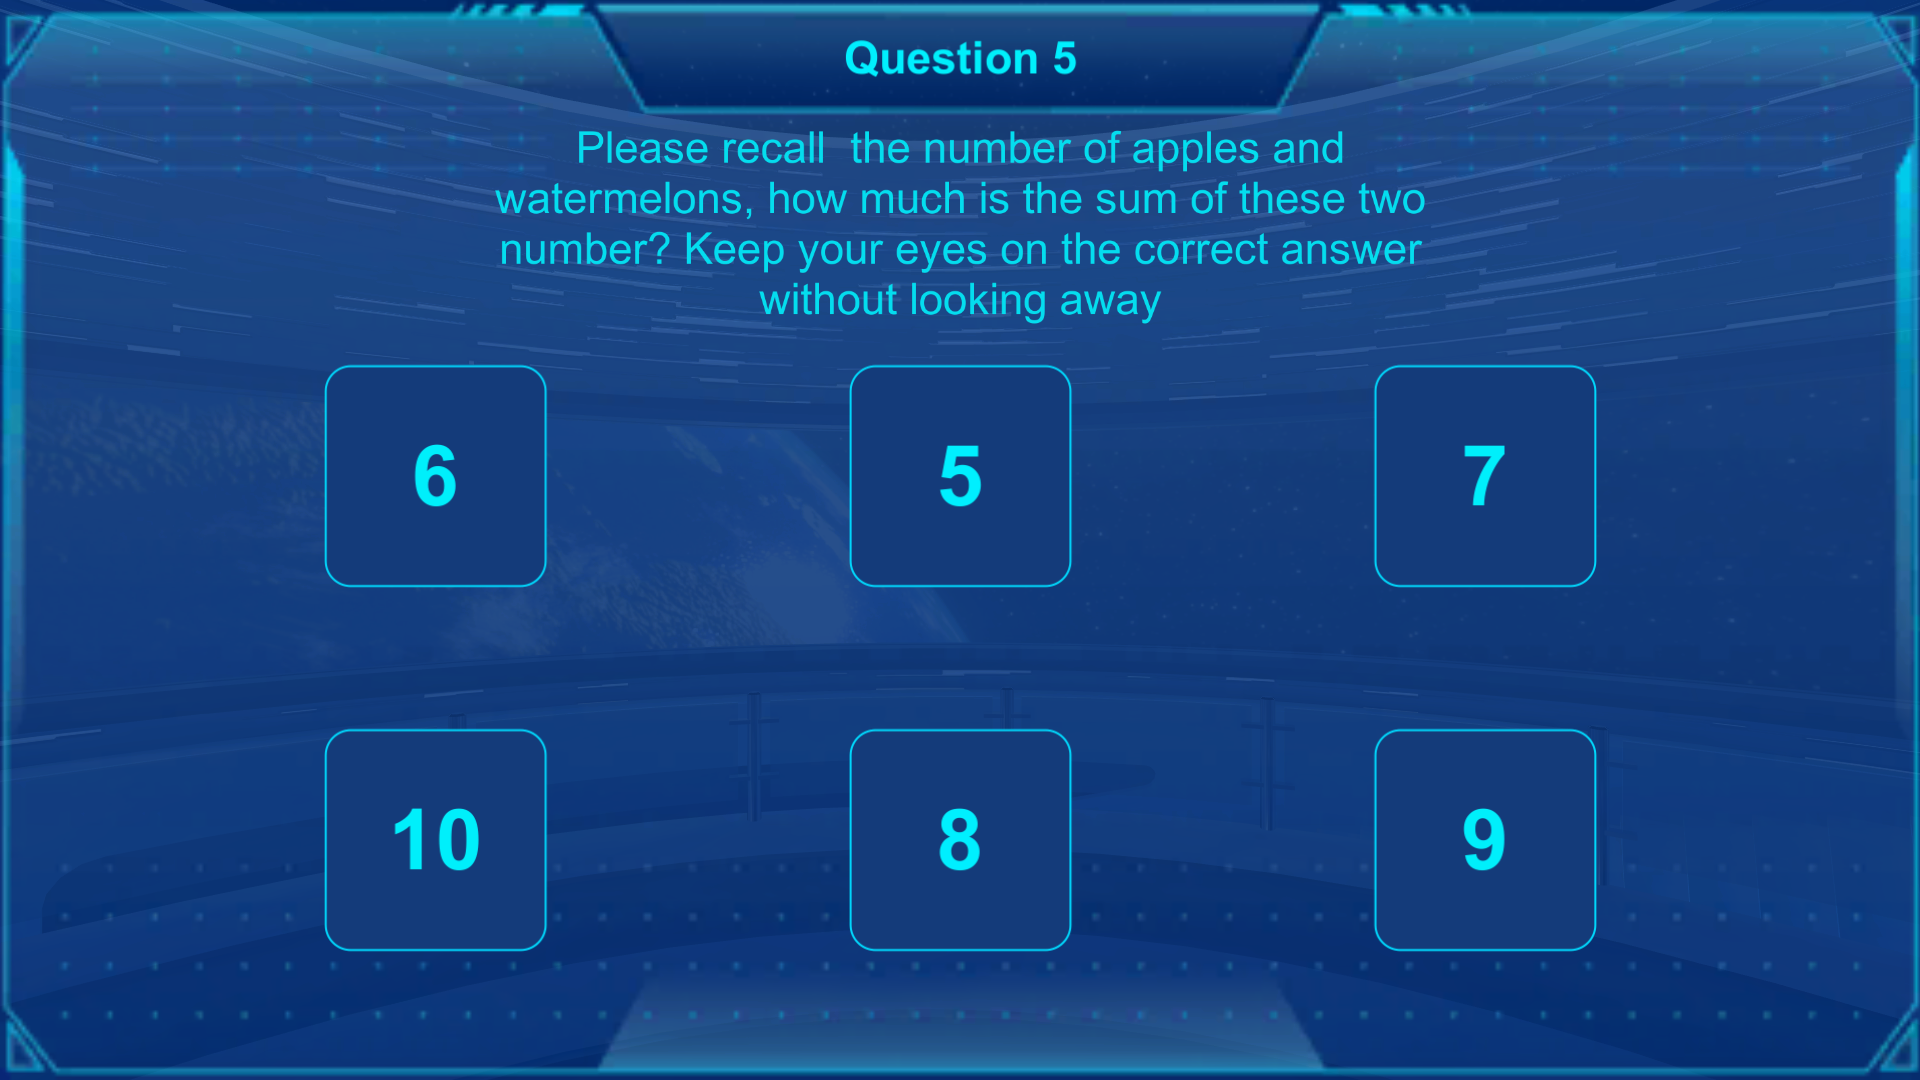 Question 5
Please recall  the number of apples and
watermelons, how much is the sum of these two
number? Keep your eyes on the correct answer
without looking away
6 5 7
10 8 9